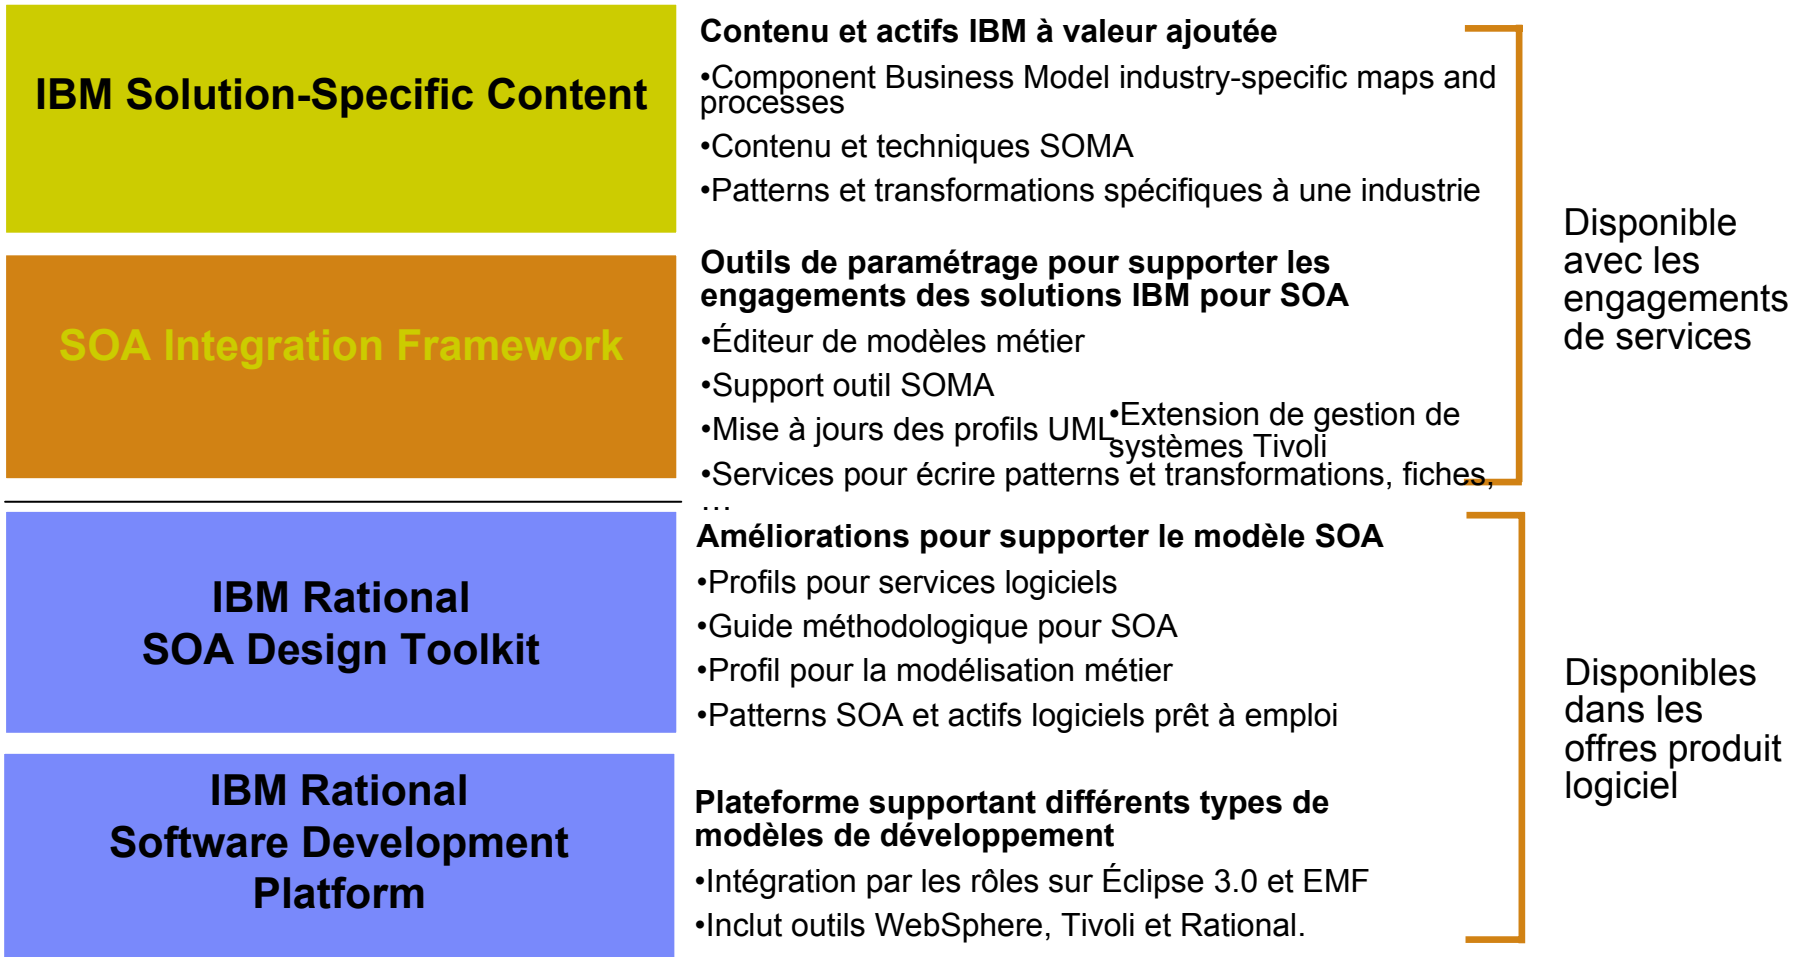 IBM Solution-Specific Content
Contenu et actifs IBM à valeur ajoutée
•Component Business Model industry-specific maps and
processes
•Contenu et techniques SOMA
•Patterns et transformations spécifiques à une industrie
SOA Integration Framework
Outils de paramétrage pour supporter les
engagements des solutions IBM pour SOA
•Éditeur de modèles métier
•Support outil SOMA
•Mise à jours des profils UML
•Extension de gestion de
systèmes Tivoli
•Services pour écrire patterns et transformations, fiches,
…
Disponible
avec les
engagements
de services
IBM Rational
SOA Design Toolkit
Améliorations pour supporter le modèle SOA
•Profils pour services logiciels
•Guide méthodologique pour SOA
•Profil pour la modélisation métier
•Patterns SOA et actifs logiciels prêt à emploi
IBM Rational
Software Development
Platform
Plateforme supportant différents types de
modèles de développement
•Intégration par les rôles sur Éclipse 3.0 et EMF
•Inclut outils WebSphere, Tivoli et Rational.
Disponibles
dans les
offres produit
logiciel